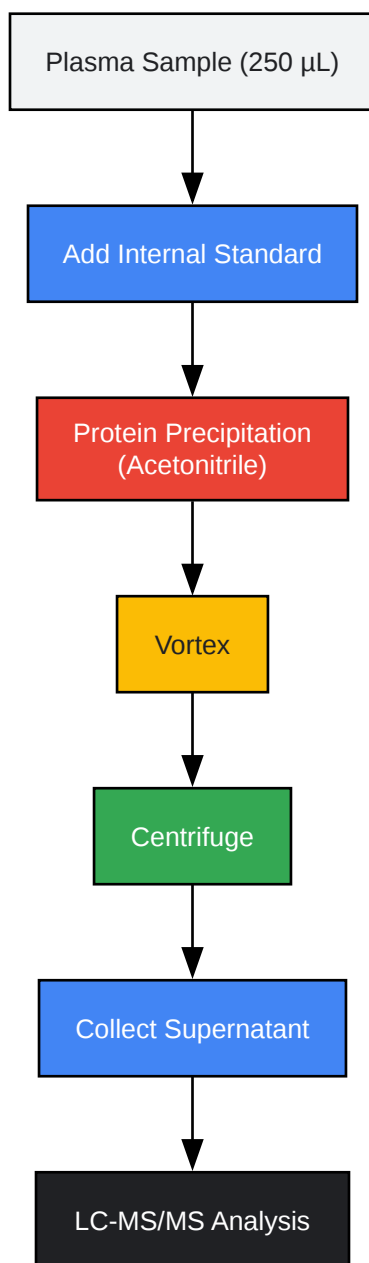 Plasma Sample (250 µL)
Add Internal Standard
Protein Precipitation
(Acetonitrile)
Vortex
Centrifuge
Collect Supernatant
LC-MS/MS Analysis